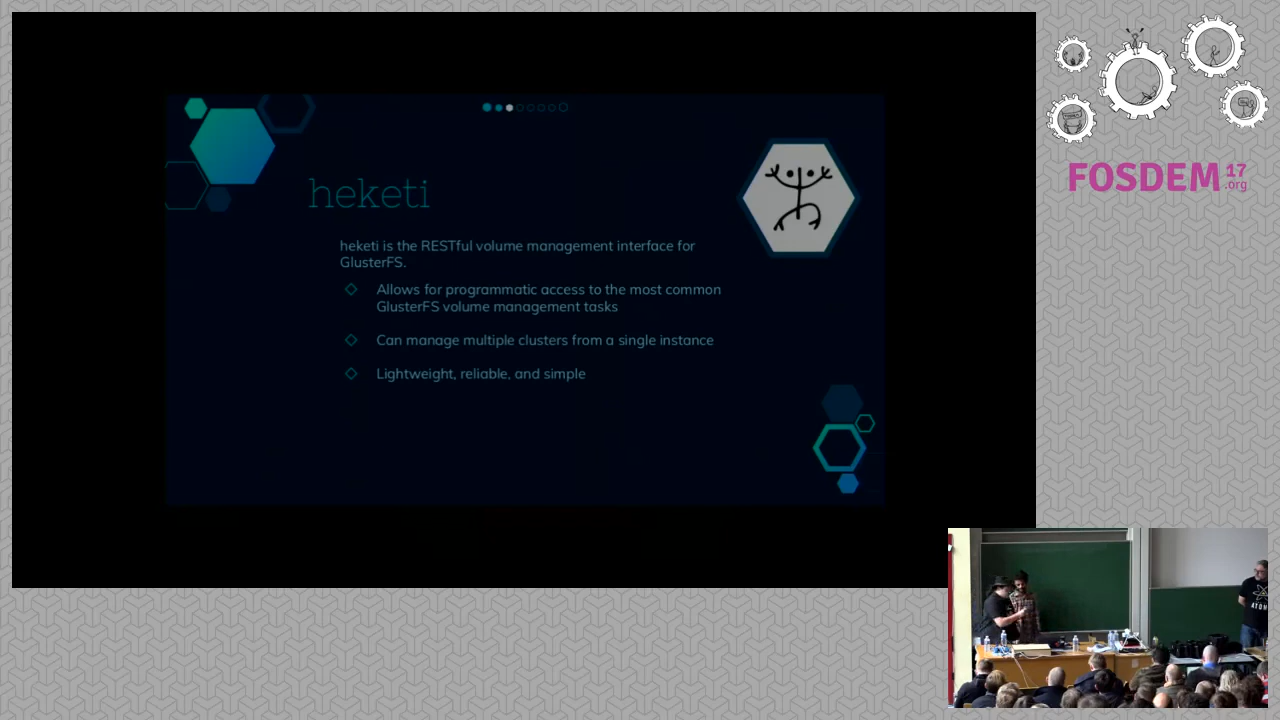 heketi
heketi is the RESTful volume management interface for
GlusterFS.
Allows for programmatic access to the most common
GlusterFS volume management tasks
Can manage multiple clusters from a single instance
Lightweight, reliable, and simple
FOSDEM 17
.org
ATOM